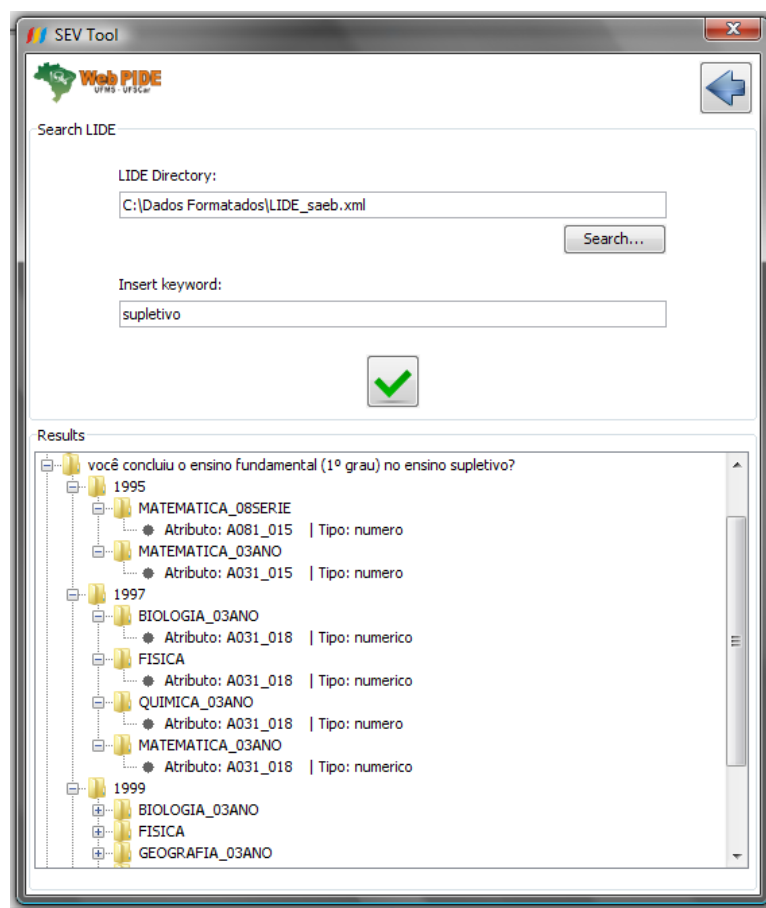 SEV Tool
Web PIDE
UFMS - UFSCar
Search LIDE
LIDE Directory:
C:\Dados Formatados\LIDE_saeb.xml
Search...
Insert keyword:
supletivo
Results
você concluiu o ensino fundamental (1º grau) no ensino supletivo?
1995
MATEMATICA_08SERIE
Atributo: A081_015 | Tipo: numero
MATEMATICA_03ANO
Atributo: A031_015 | Tipo: numero
1997
BIOLOGIA_03ANO
Atributo: A031_018 | Tipo: numerico
FISICA
Atributo: A031_018 | Tipo: numerico
QUIMICA_03ANO
Atributo: A031_018 | Tipo: numero
MATEMATICA_03ANO
Atributo: A031_018 | Tipo: numerico
1999
BIOLOGIA_03ANO
FISICA
GEOGRAFIA_03ANO